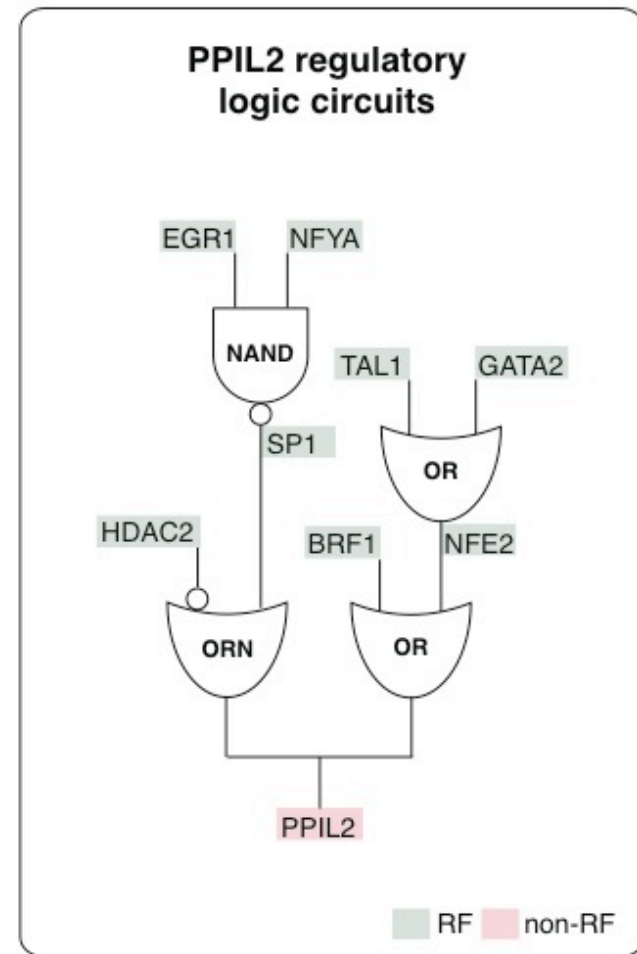 PPIL2 regulatory
logic circuits
EGR1 NFYA
NAND
TAL1 GATA2
SP1
OR
HDAC2
BRF1 NFE2
ORN
OR
PPIL2
RF non-RF